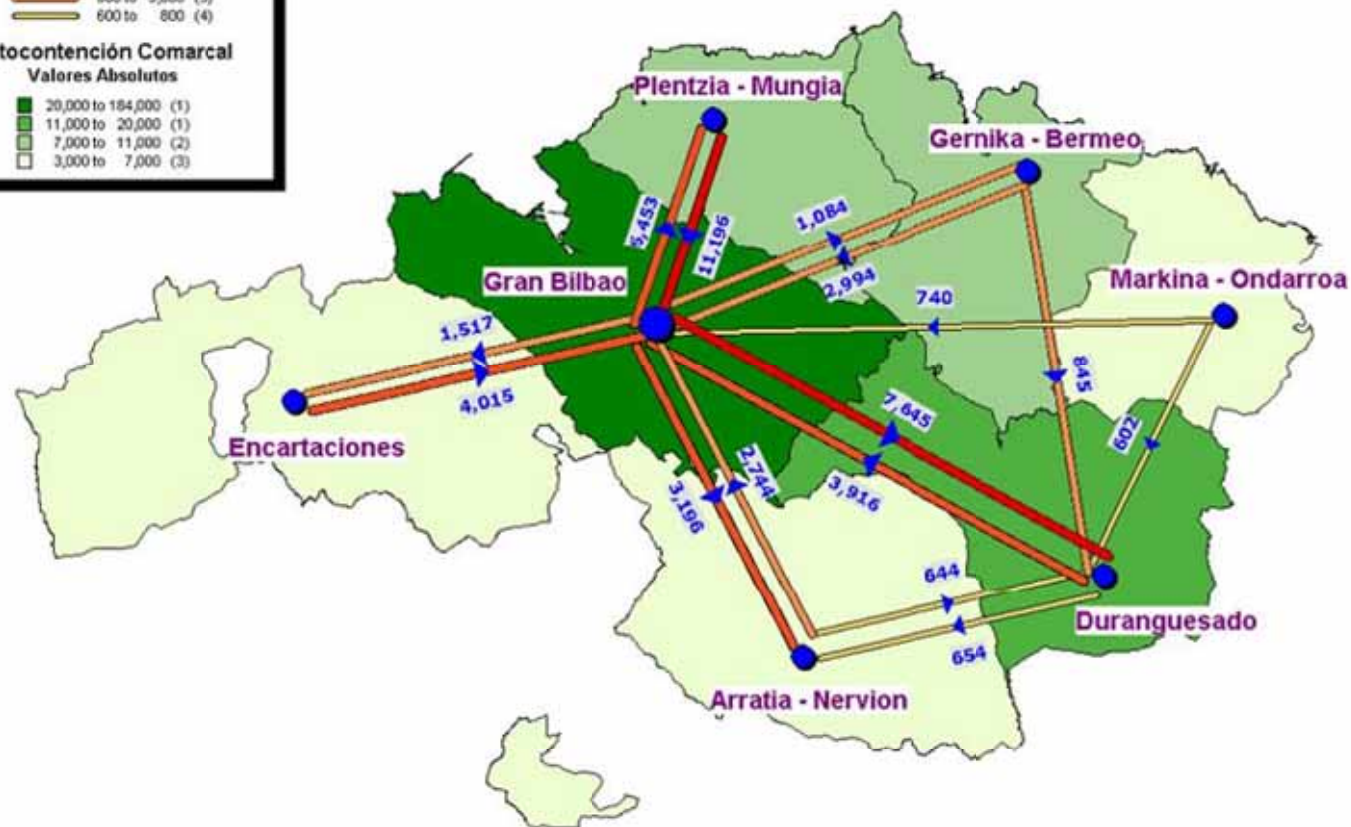 600 to 800 (4)
tocontención Comarcal
Valores Absolutos
20,000 to 184,000 (1)
11,000 to 20,000 (1)
7,000 to 11,000 (2)
3,000 to 7,000 (3)
Plentzia - Mungia
Gernika - Bermeo
5,453
11,196
1,084
2,994
Gran Bilbao
Markina - Ondarroa
740
1,517
4,015
845
7,645
602
Encartaciones
2,744
3,196
3,916
644
Duranguesado
654
Arratia - Nervion